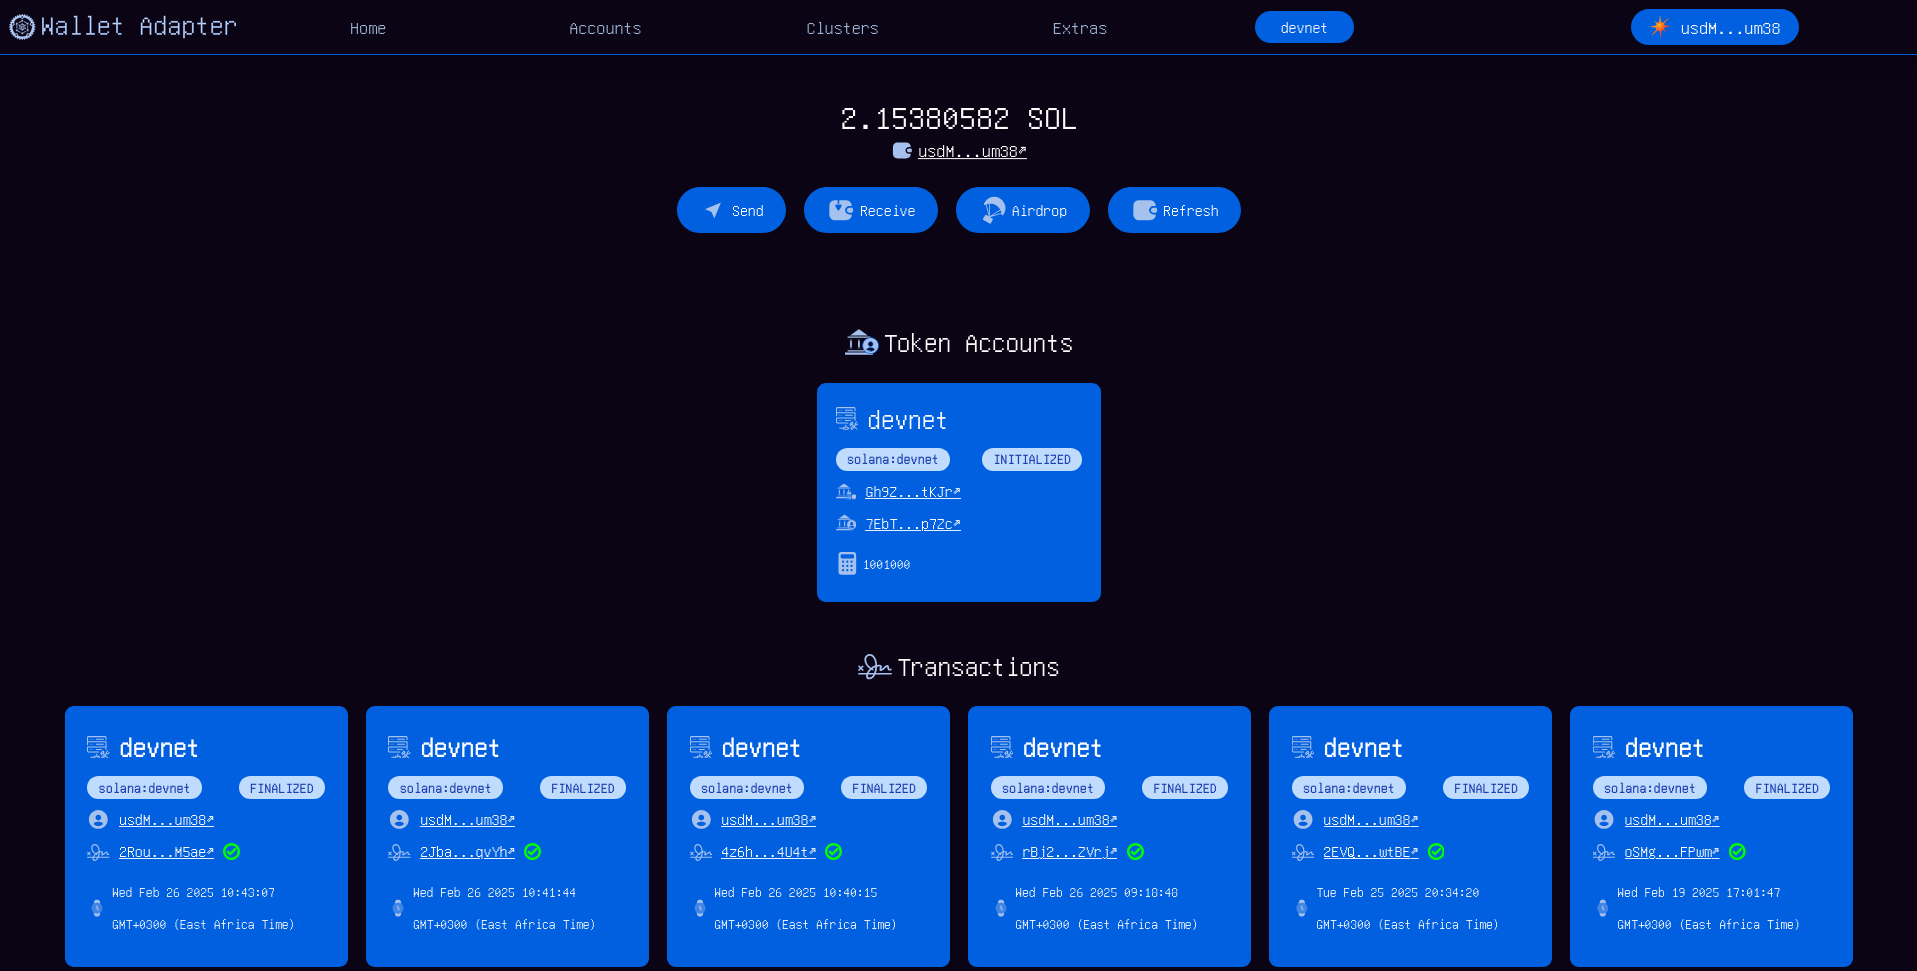 Wallet Adapter Home Accounts Clusters Extras devnet usdM...um38
2.15380582 SOL
usdM...um38↗
Send Receive Airdrop Refresh
Token Accounts
devnet
solana:devnet INITIALIZED
Gh9Z...tKJr↗
7EbT...p7Zc↗
1001000
Transactions
devnet devnet devnet devnet devnet devnet
solana:devnet FINALIZED solana:devnet FINALIZED solana:devnet FINALIZED solana:devnet FINALIZED solana:devnet FINALIZED solana:devnet FINALIZED
usdM...um38↗ usdM...um38↗ usdM...um38↗ usdM...um38↗ usdM...um38↗ usdM...um38↗
2Rou...M5ae↗ 2Jba...qvYh↗ 4z6h...4U4t↗ rBj2...ZVrj↗ 2EVQ...wtBE↗ oSMg...FPwm↗
Wed Feb 26 2025 10:43:07 Wed Feb 26 2025 10:41:44 Wed Feb 26 2025 10:40:15 Wed Feb 26 2025 09:18:48 Tue Feb 25 2025 20:34:20 Wed Feb 19 2025 17:01:47
GMT+0300 (East Africa Time) GMT+0300 (East Africa Time) GMT+0300 (East Africa Time) GMT+0300 (East Africa Time) GMT+0300 (East Africa Time) GMT+0300 (East Africa Time)